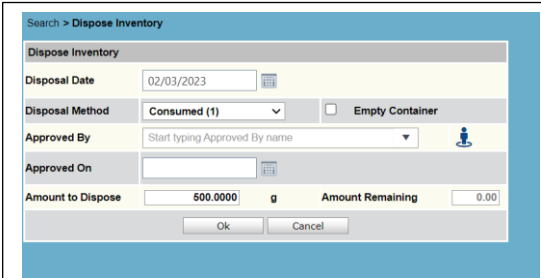 Search > Dispose Inventory
Dispose Inventory
Disposal Date 02/03/2023
Disposal Method Consumed (1) Empty Container
Approved By Start typing Approved By name
Approved On
Amount to Dispose 500.0000 g Amount Remaining 0.00
Ok Cancel